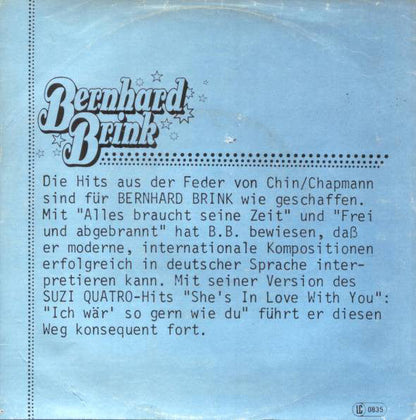 Bernhard
Brink
Die Hits aus der Feder von Chin/Chapmann
sind für BERNHARD BRINK wie geschaffen.
Mit "Alles braucht seine Zeit" und "Frei
und abgebrannt" hat B.B. bewiesen, daß
er moderne, internationale Kompositionen
erfolgreich in deutscher Sprache inter-
pretieren kann. Mit seiner Version des
SUZI QUATRO-Hits "She's In Love With You":
"Ich wär' so gern wie du" führt er diesen
Weg konsequent fort.
LC 0835